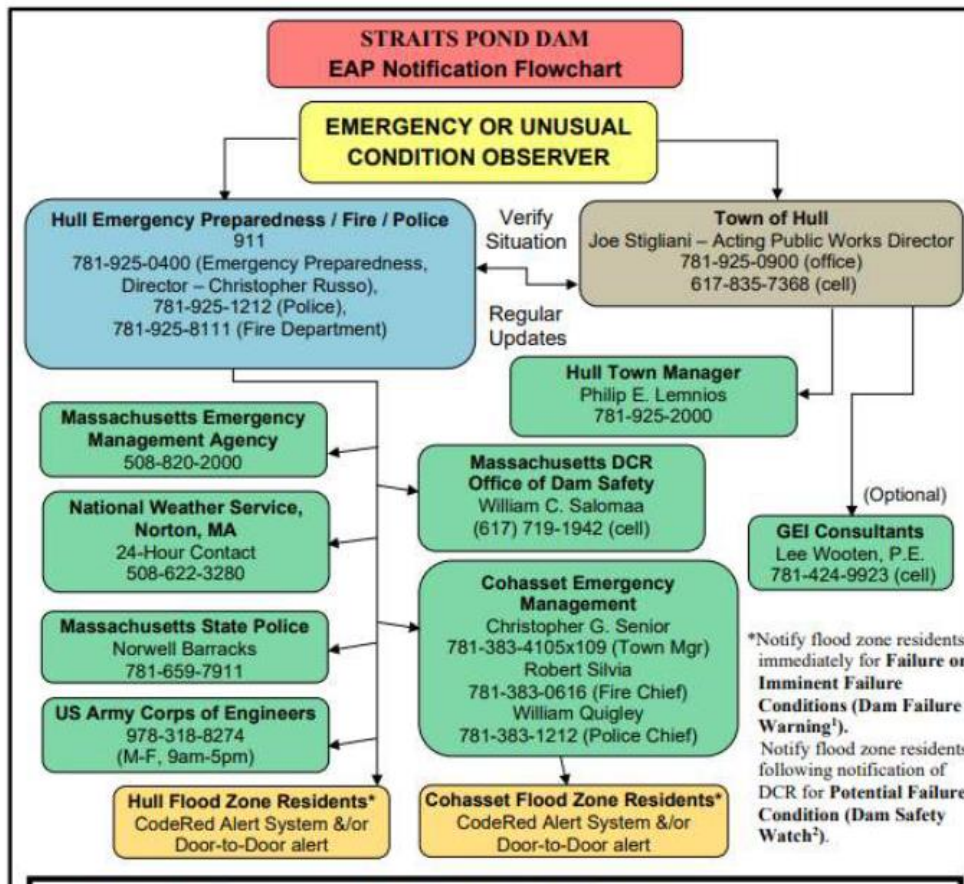 STRAITS POND DAM
EAP Notification Flowchart
EMERGENCY OR UNUSUAL
CONDITION OBSERVER
Hull Emergency Preparedness / Fire / Police
911
781-925-0400 (Emergency Preparedness,
Director – Christopher Russo),
781-925-1212 (Police),
781-925-8111 (Fire Department)
Verify
Situation
Regular
Updates
Town of Hull
Joe Stigliani – Acting Public Works Director
781-925-0900 (office)
617-835-7368 (cell)
Hull Town Manager
Philip E. Lemnios
781-925-2000
Massachusetts Emergency
Management Agency
508-820-2000
Massachusetts DCR
Office of Dam Safety
William C. Salomaa
(617) 719-1942 (cell)
(Optional)
GEI Consultants
Lee Wooten, P.E.
781-424-9923 (cell)
National Weather Service,
Norton, MA
24-Hour Contact
508-622-3280
Cohasset Emergency
Management
Christopher G. Senior
781-383-4105x109 (Town Mgr)
Robert Silvia
781-383-0616 (Fire Chief)
William Quigley
781-383-1212 (Police Chief)
Massachusetts State Police
Norwell Barracks
781-659-7911
US Army Corps of Engineers
978-318-8274
(M-F, 9am-5pm)
*Notify flood zone residents
immediately for Failure or
Imminent Failure
Conditions (Dam Failure
Warning¹).
Notify flood zone residents
following notification of
DCR for Potential Failure
Condition (Dam Safety
Watch²).
Hull Flood Zone Residents*
CodeRed Alert System &/or
Door-to-Door alert
Cohasset Flood Zone Residents*
CodeRed Alert System &/or
Door-to-Door alert